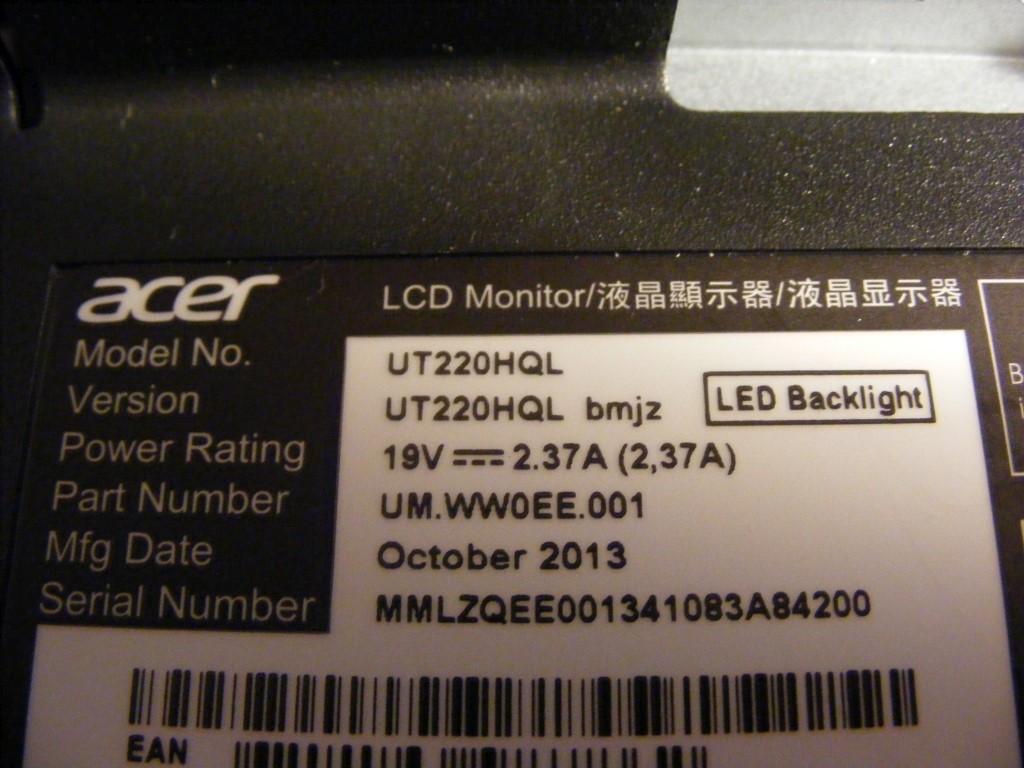 acer
LCD Monitor/液晶顯示器/液晶显示器
Model No. UT220HQL
Version UT220HQL bmjz
LED Backlight
Power Rating 19V⎓2.37A (2,37A)
Part Number UM.WW0EE.001
Mfg Date October 2013
Serial Number MMLZQEE001341083A84200
EAN